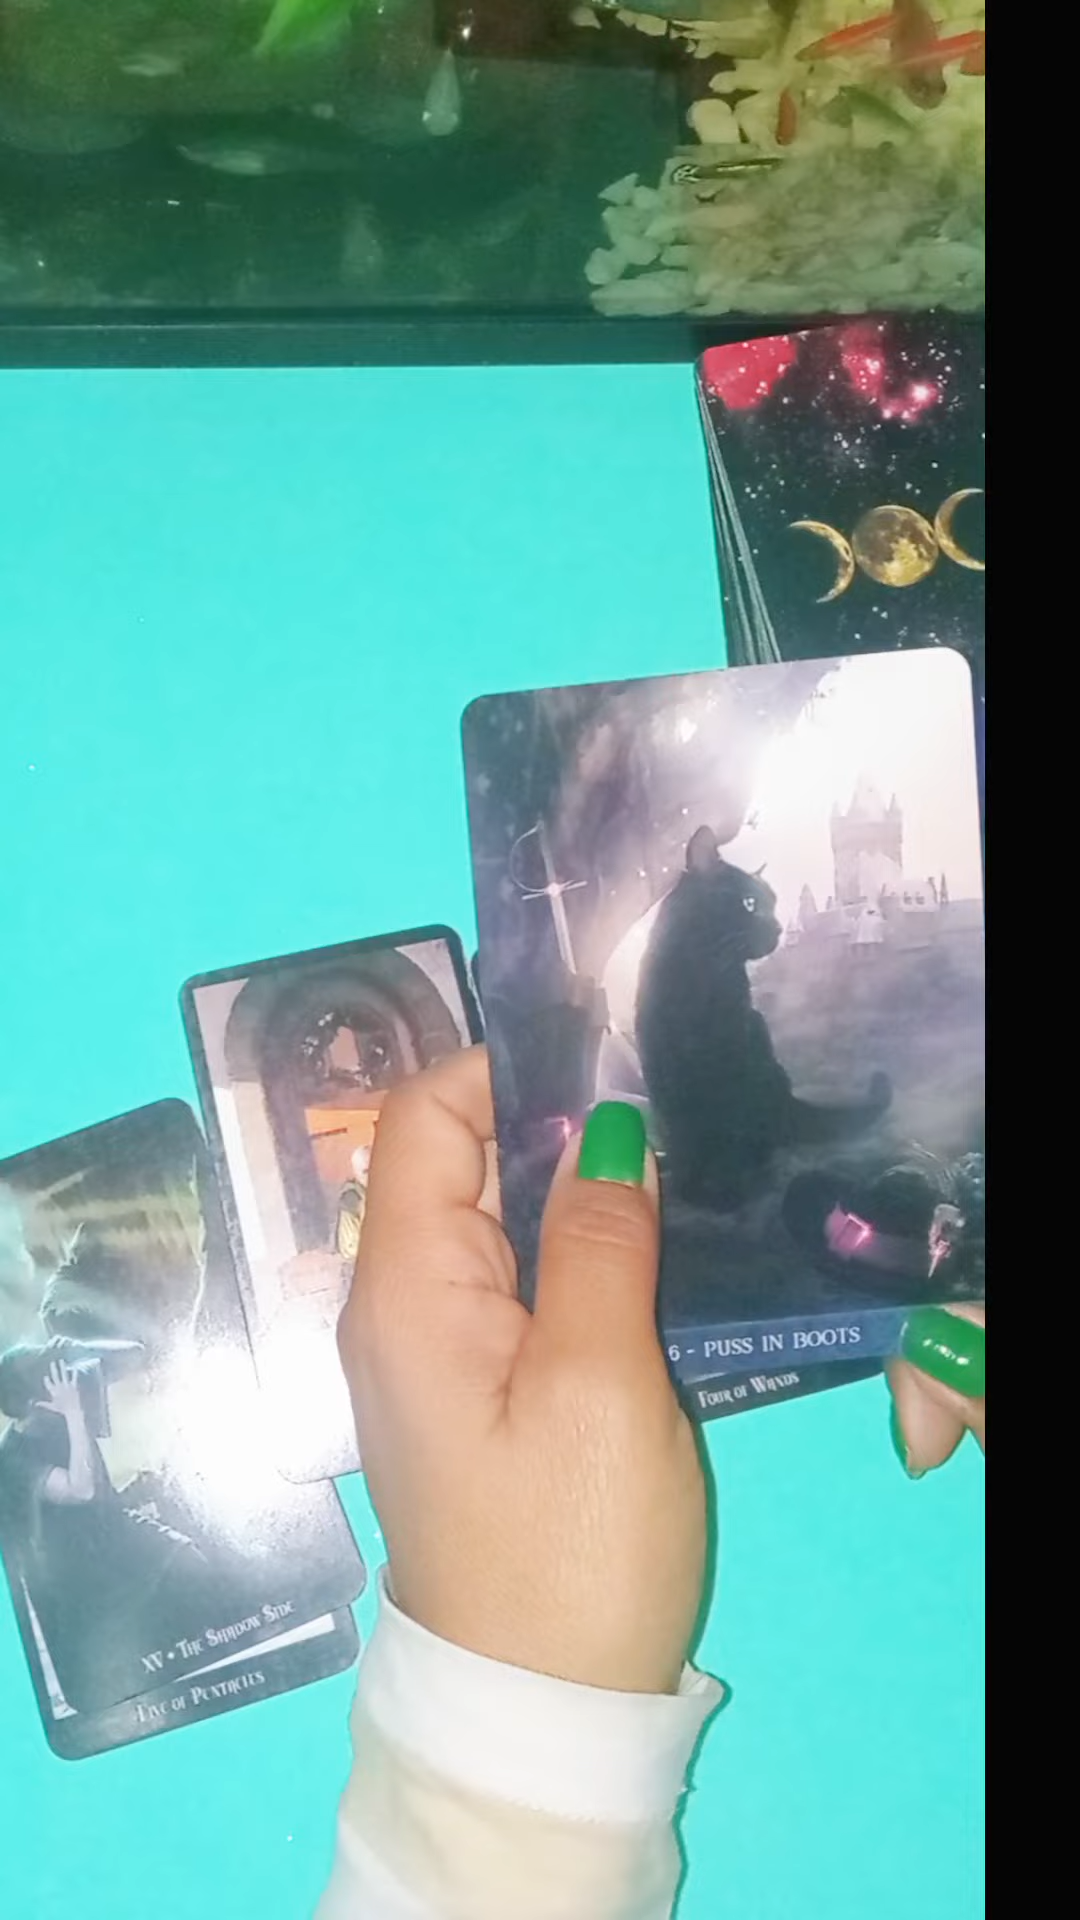 6 - PUSS IN BOOTS
FOUR OF WANDS
XV • THE SHADOW SIDE
FIVE OF PENTACLES